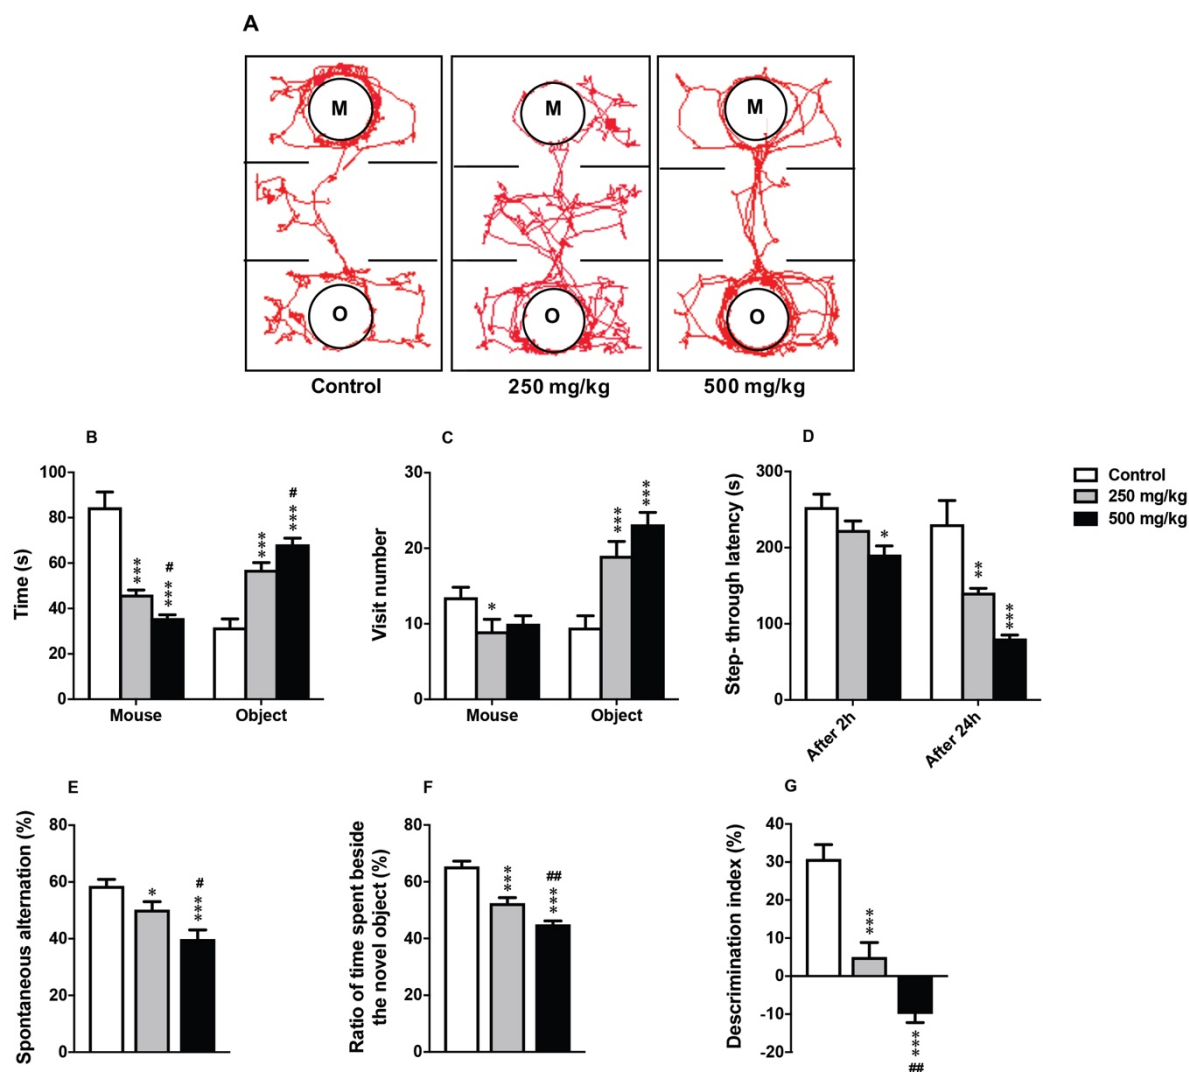 A
M
M
M
O
O
O
Control
250 mg/kg
500 mg/kg
B
Time (s)
100
80
60
40
20
0
***
#
***
***
#
***
Mouse
Object
C
Visit number
30
20
10
0
*
***
***
Mouse
Object
D
Step- through latency (s)
300
200
100
0
*
**
***
After 2h
After 24h
Control
250 mg/kg
500 mg/kg
E
Spontaneous alternation (%)
80
60
40
20
0
*
#
***
F
Ratio of time spent beside
the novel object (%)
80
60
40
20
0
***
##
***
G
Descrimination index (%)
40
30
20
10
0
-10
-20
***
***
##